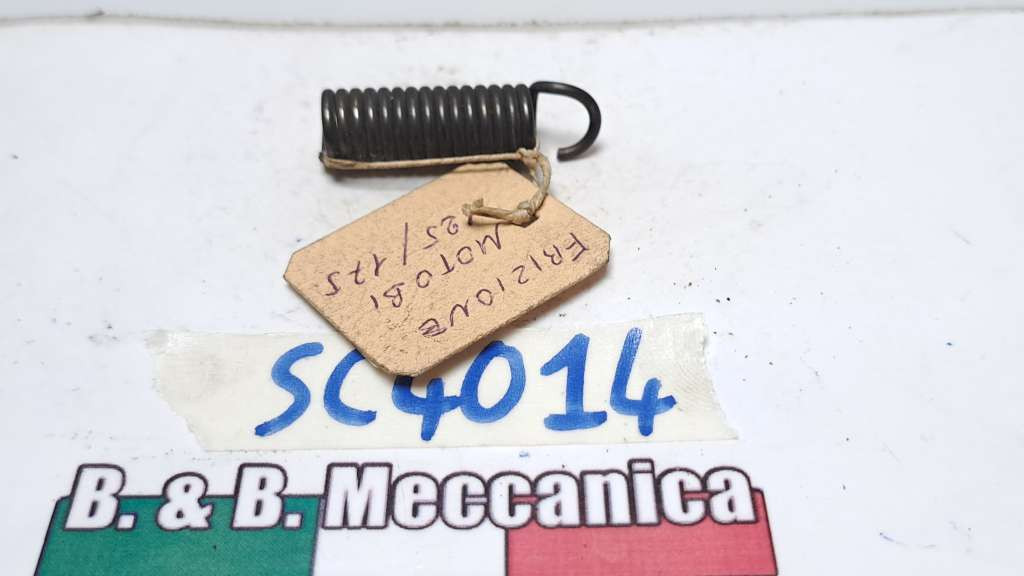 FRIZIONE
MOTOBI
125/175
SC4014
B. & B. Meccanica